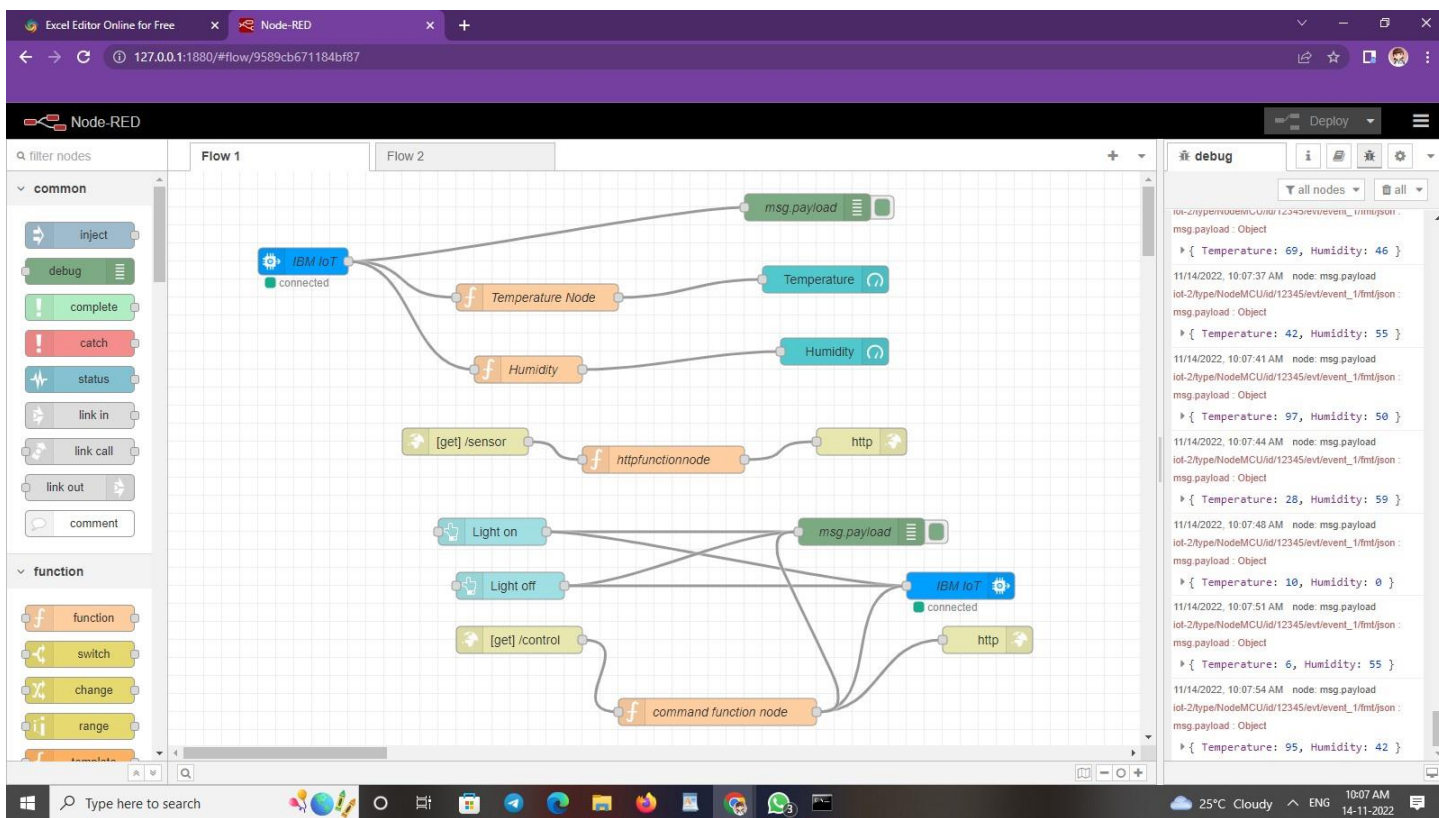 Excel Editor Online for Free
Node-RED
127.0.0.1:1880/#flow/9589cb671184bf87
Node-RED
Deploy
filter nodes
Flow 1
Flow 2
debug
all nodes
all
common
inject
debug
complete
catch
status
link in
link call
link out
comment
function
function
switch
change
range
template
msg.payload
IBM IoT
connected
Temperature Node
Temperature
Humidity
Humidity
[get] /sensor
httpfunctionnode
http
Light on
msg.payload
Light off
IBM IoT
connected
[get] /control
http
command function node
iot-2/type/NodeMCU/id/12345/evt/event_1/fmt/json :
msg.payload : Object
{ Temperature: 69, Humidity: 46 }
11/14/2022, 10:07:37 AM node: msg.payload
iot-2/type/NodeMCU/id/12345/evt/event_1/fmt/json :
msg.payload : Object
{ Temperature: 42, Humidity: 55 }
11/14/2022, 10:07:41 AM node: msg.payload
iot-2/type/NodeMCU/id/12345/evt/event_1/fmt/json :
msg.payload : Object
{ Temperature: 97, Humidity: 50 }
11/14/2022, 10:07:44 AM node: msg.payload
iot-2/type/NodeMCU/id/12345/evt/event_1/fmt/json :
msg.payload : Object
{ Temperature: 28, Humidity: 59 }
11/14/2022, 10:07:48 AM node: msg.payload
iot-2/type/NodeMCU/id/12345/evt/event_1/fmt/json :
msg.payload : Object
{ Temperature: 10, Humidity: 0 }
11/14/2022, 10:07:51 AM node: msg.payload
iot-2/type/NodeMCU/id/12345/evt/event_1/fmt/json :
msg.payload : Object
{ Temperature: 6, Humidity: 55 }
11/14/2022, 10:07:54 AM node: msg.payload
iot-2/type/NodeMCU/id/12345/evt/event_1/fmt/json :
msg.payload : Object
{ Temperature: 95, Humidity: 42 }
Type here to search
3
25°C Cloudy
ENG
10:07 AM
14-11-2022